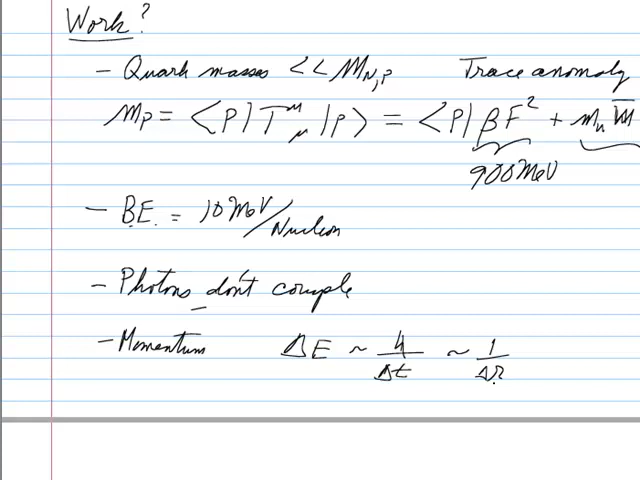 Work?
- Quark masses << M_{N,P} Trace anomaly
m_P = <P| T^μ_μ |P> = <P| βF² + m_u
900 MeV
- B.E. = 10 MeV/Nucleon
- Photons don't couple
- Momentum ΔE ~ ħ/Δt ~ 1/ΔR